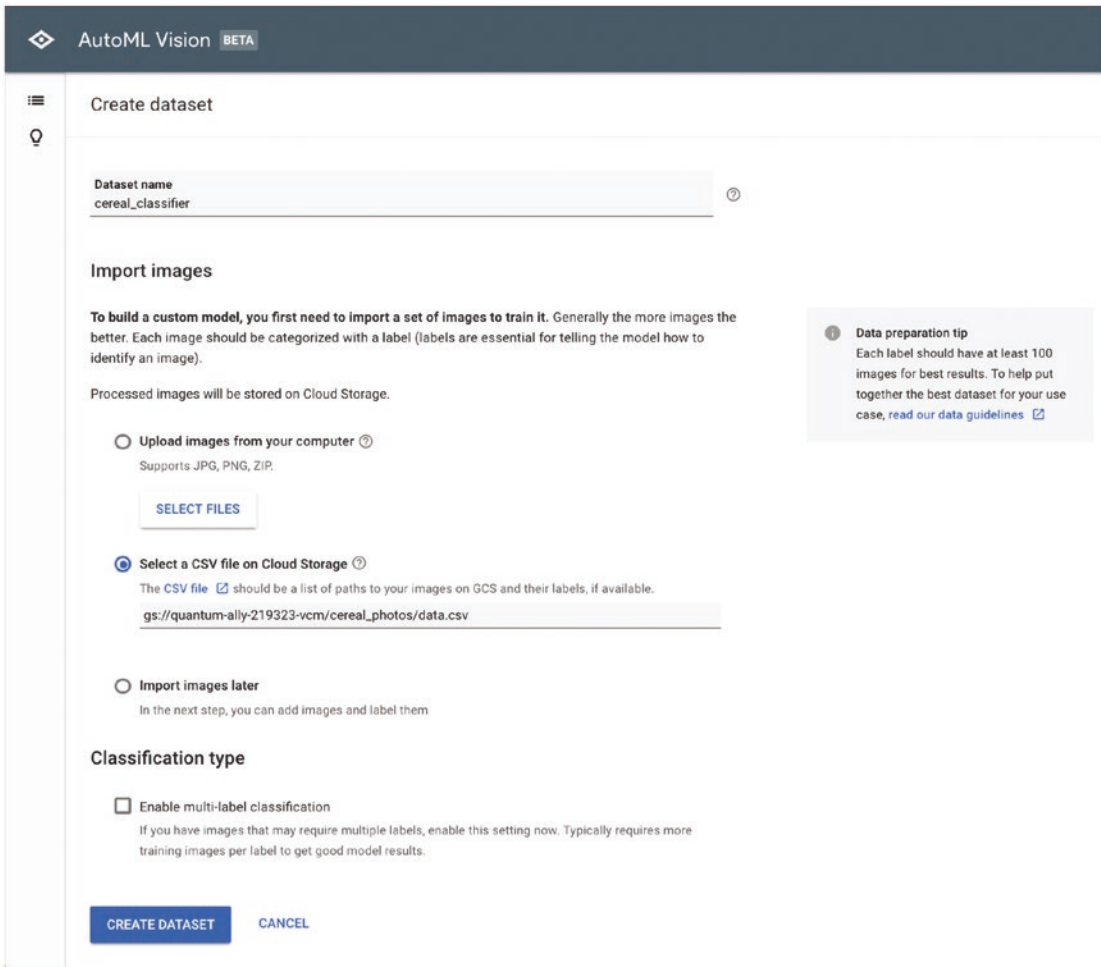 AutoML Vision BETA
Create dataset
Dataset name
cereal_classifier
Import images
To build a custom model, you first need to import a set of images to train it. Generally the more images the
better. Each image should be categorized with a label (labels are essential for telling the model how to
identify an image).
Processed images will be stored on Cloud Storage.
Data preparation tip
Each label should have at least 100
images for best results. To help put
together the best dataset for your use
case, read our data guidelines
Upload images from your computer
Supports JPG, PNG, ZIP.
SELECT FILES
Select a CSV file on Cloud Storage
The CSV file should be a list of paths to your images on GCS and their labels, if available.
gs://quantum-ally-219323-vcm/cereal_photos/data.csv
Import images later
In the next step, you can add images and label them
Classification type
Enable multi-label classification
If you have images that may require multiple labels, enable this setting now. Typically requires more
training images per label to get good model results.
CREATE DATASET CANCEL